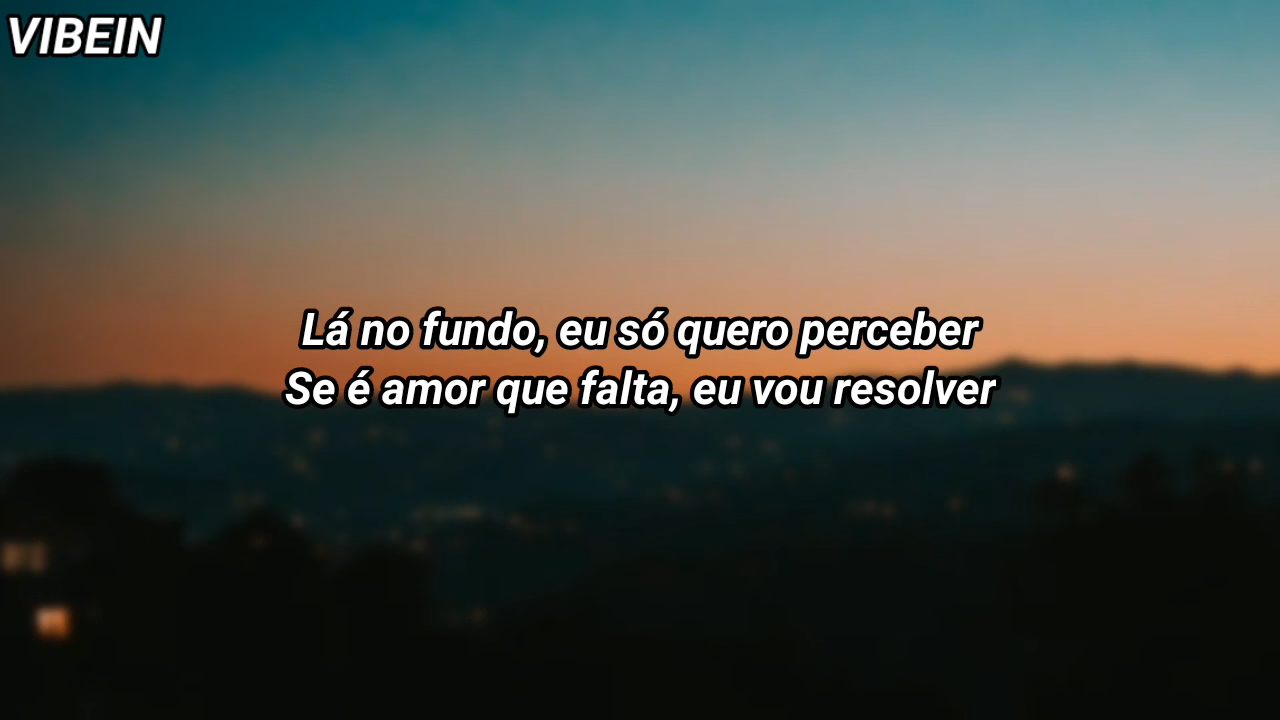 VIBEIN
Lá no fundo, eu só quero perceber
Se é amor que falta, eu vou resolver